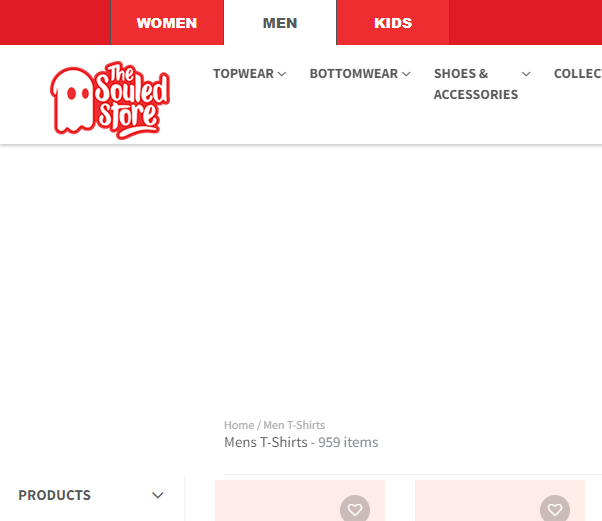 WOMEN MEN KIDS
The Souled Store
TOPWEAR BOTTOMWEAR SHOES & ACCESSORIES COLLEC
Home / Men T-Shirts
Mens T-Shirts - 959 items
PRODUCTS